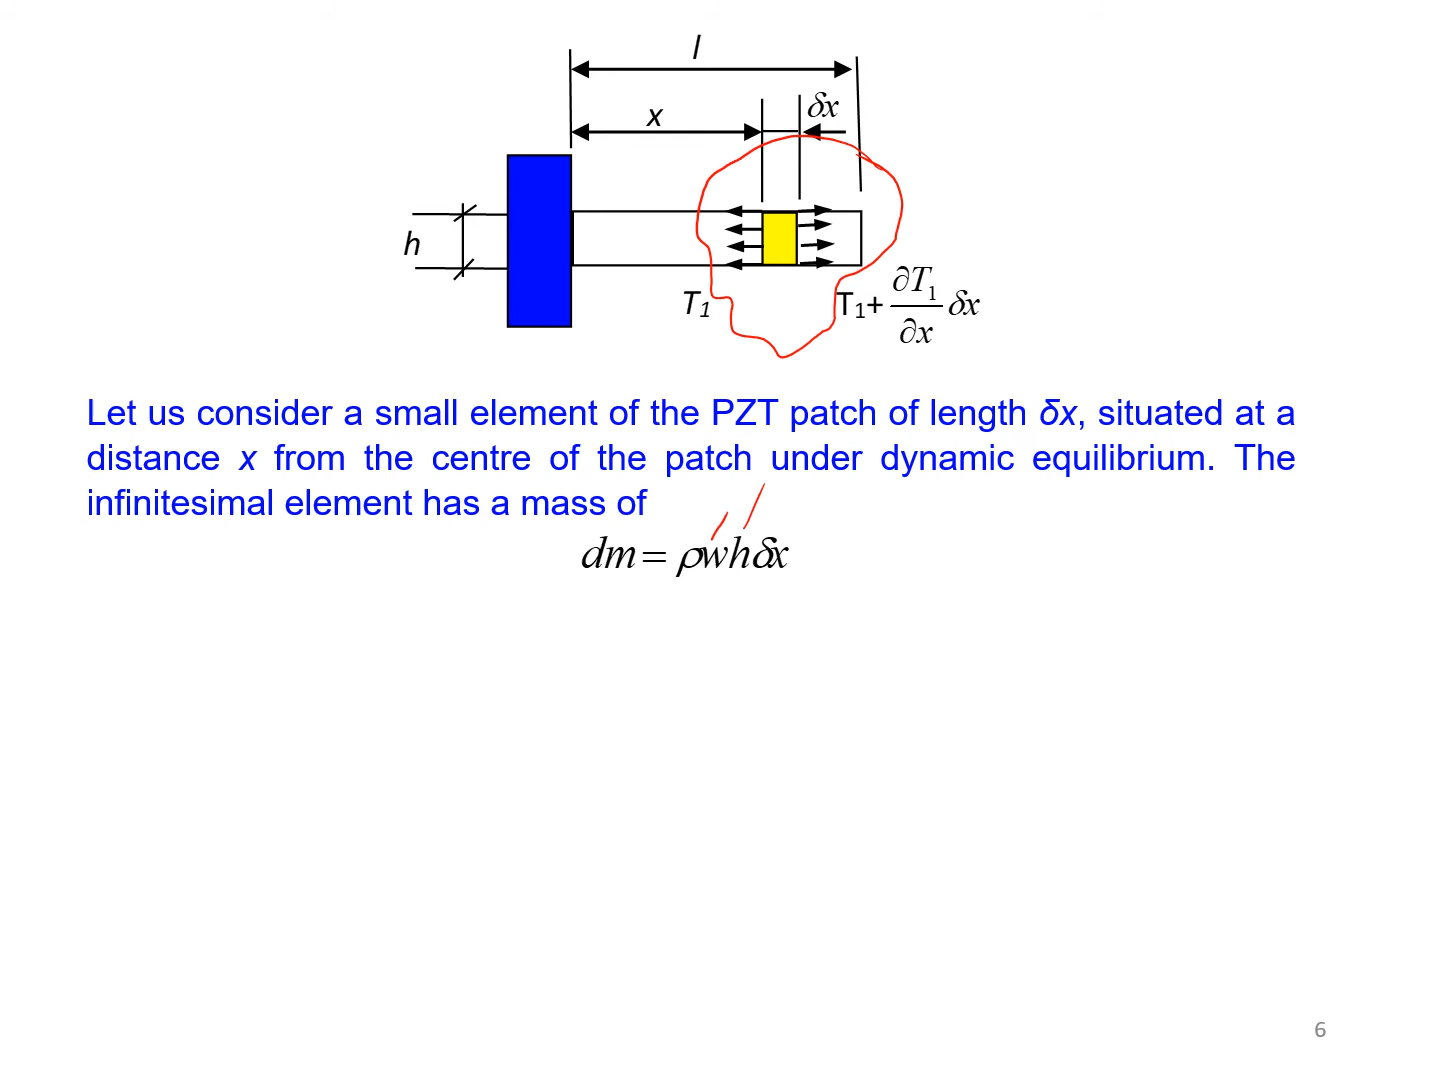 l
x
δx
h
T₁
T₁+ ∂T₁/∂x δx
Let us consider a small element of the PZT patch of length δx, situated at a
distance x from the centre of the patch under dynamic equilibrium. The
infinitesimal element has a mass of
dm = ρwhδx
6